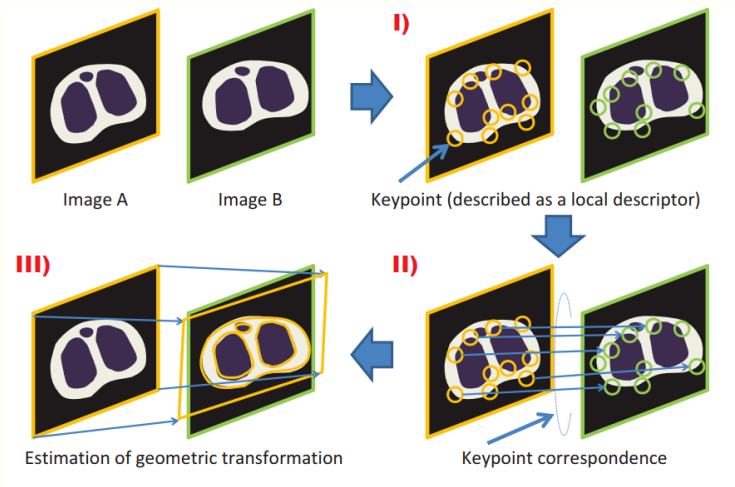 I)
Image A
Image B
Keypoint (described as a local descriptor)
III)
II)
Estimation of geometric transformation
Keypoint correspondence